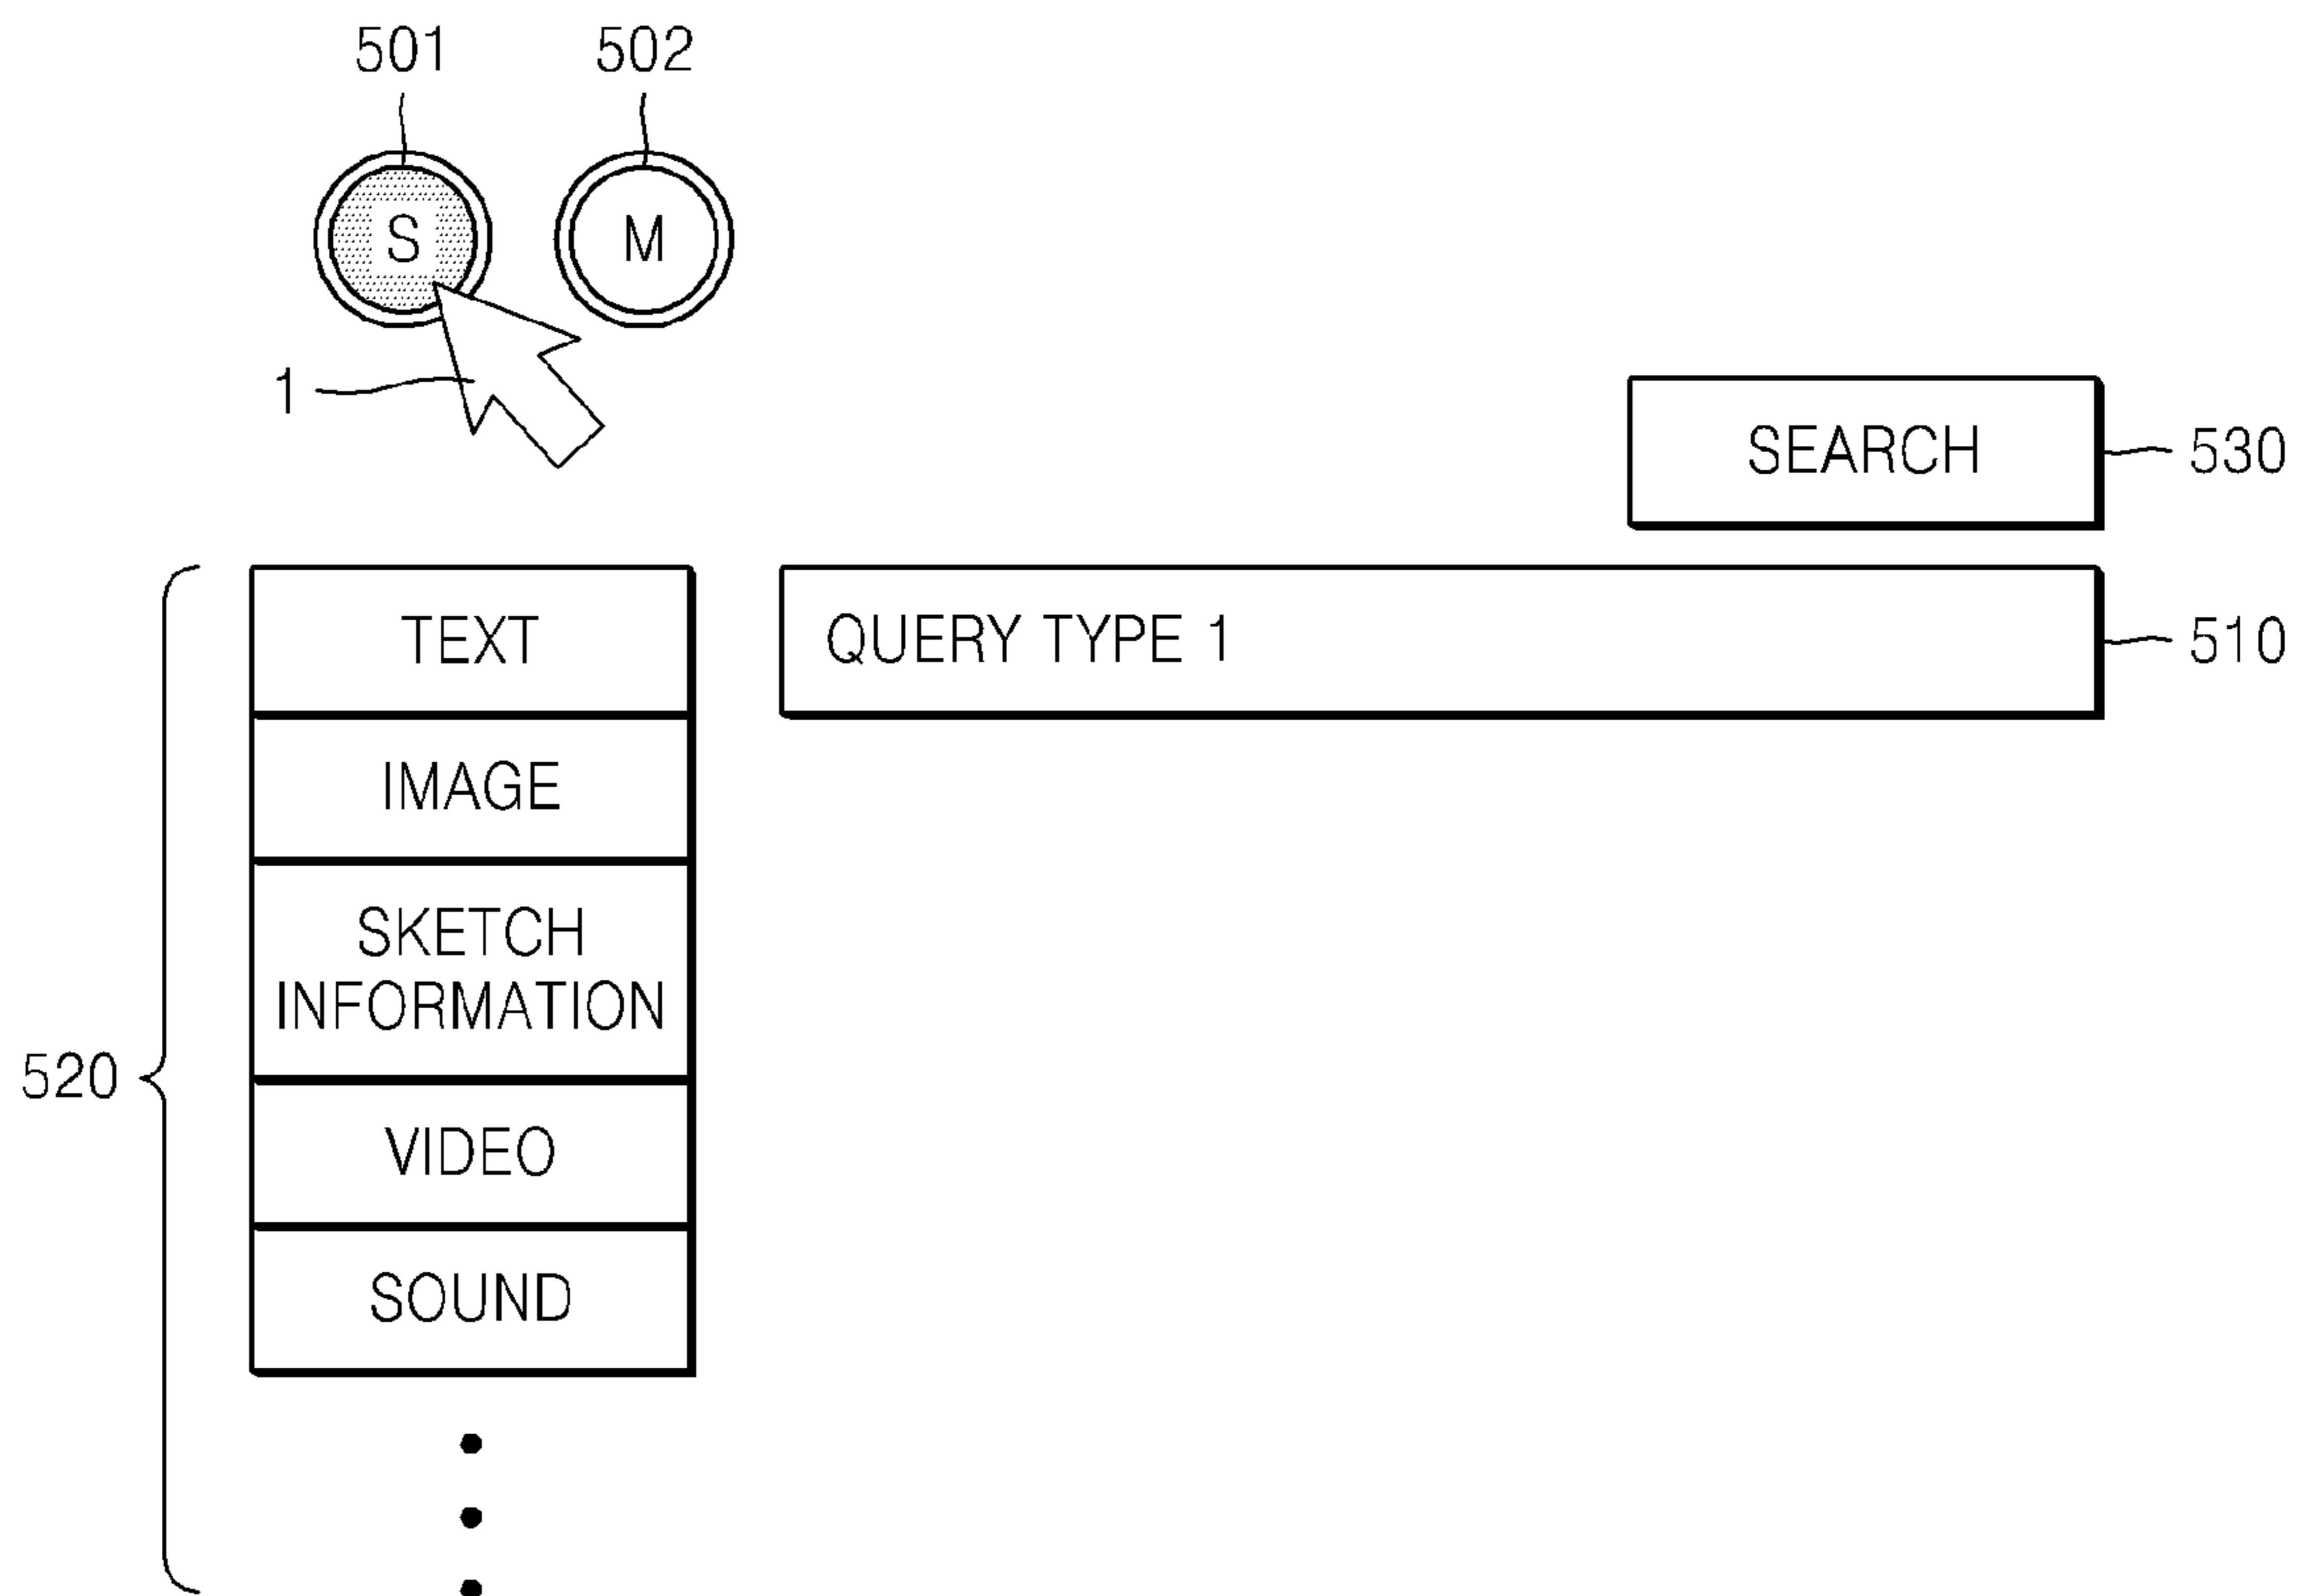 501 502
S M
1
SEARCH 530
TEXT QUERY TYPE 1 510
IMAGE
SKETCH
INFORMATION
520
VIDEO
SOUND